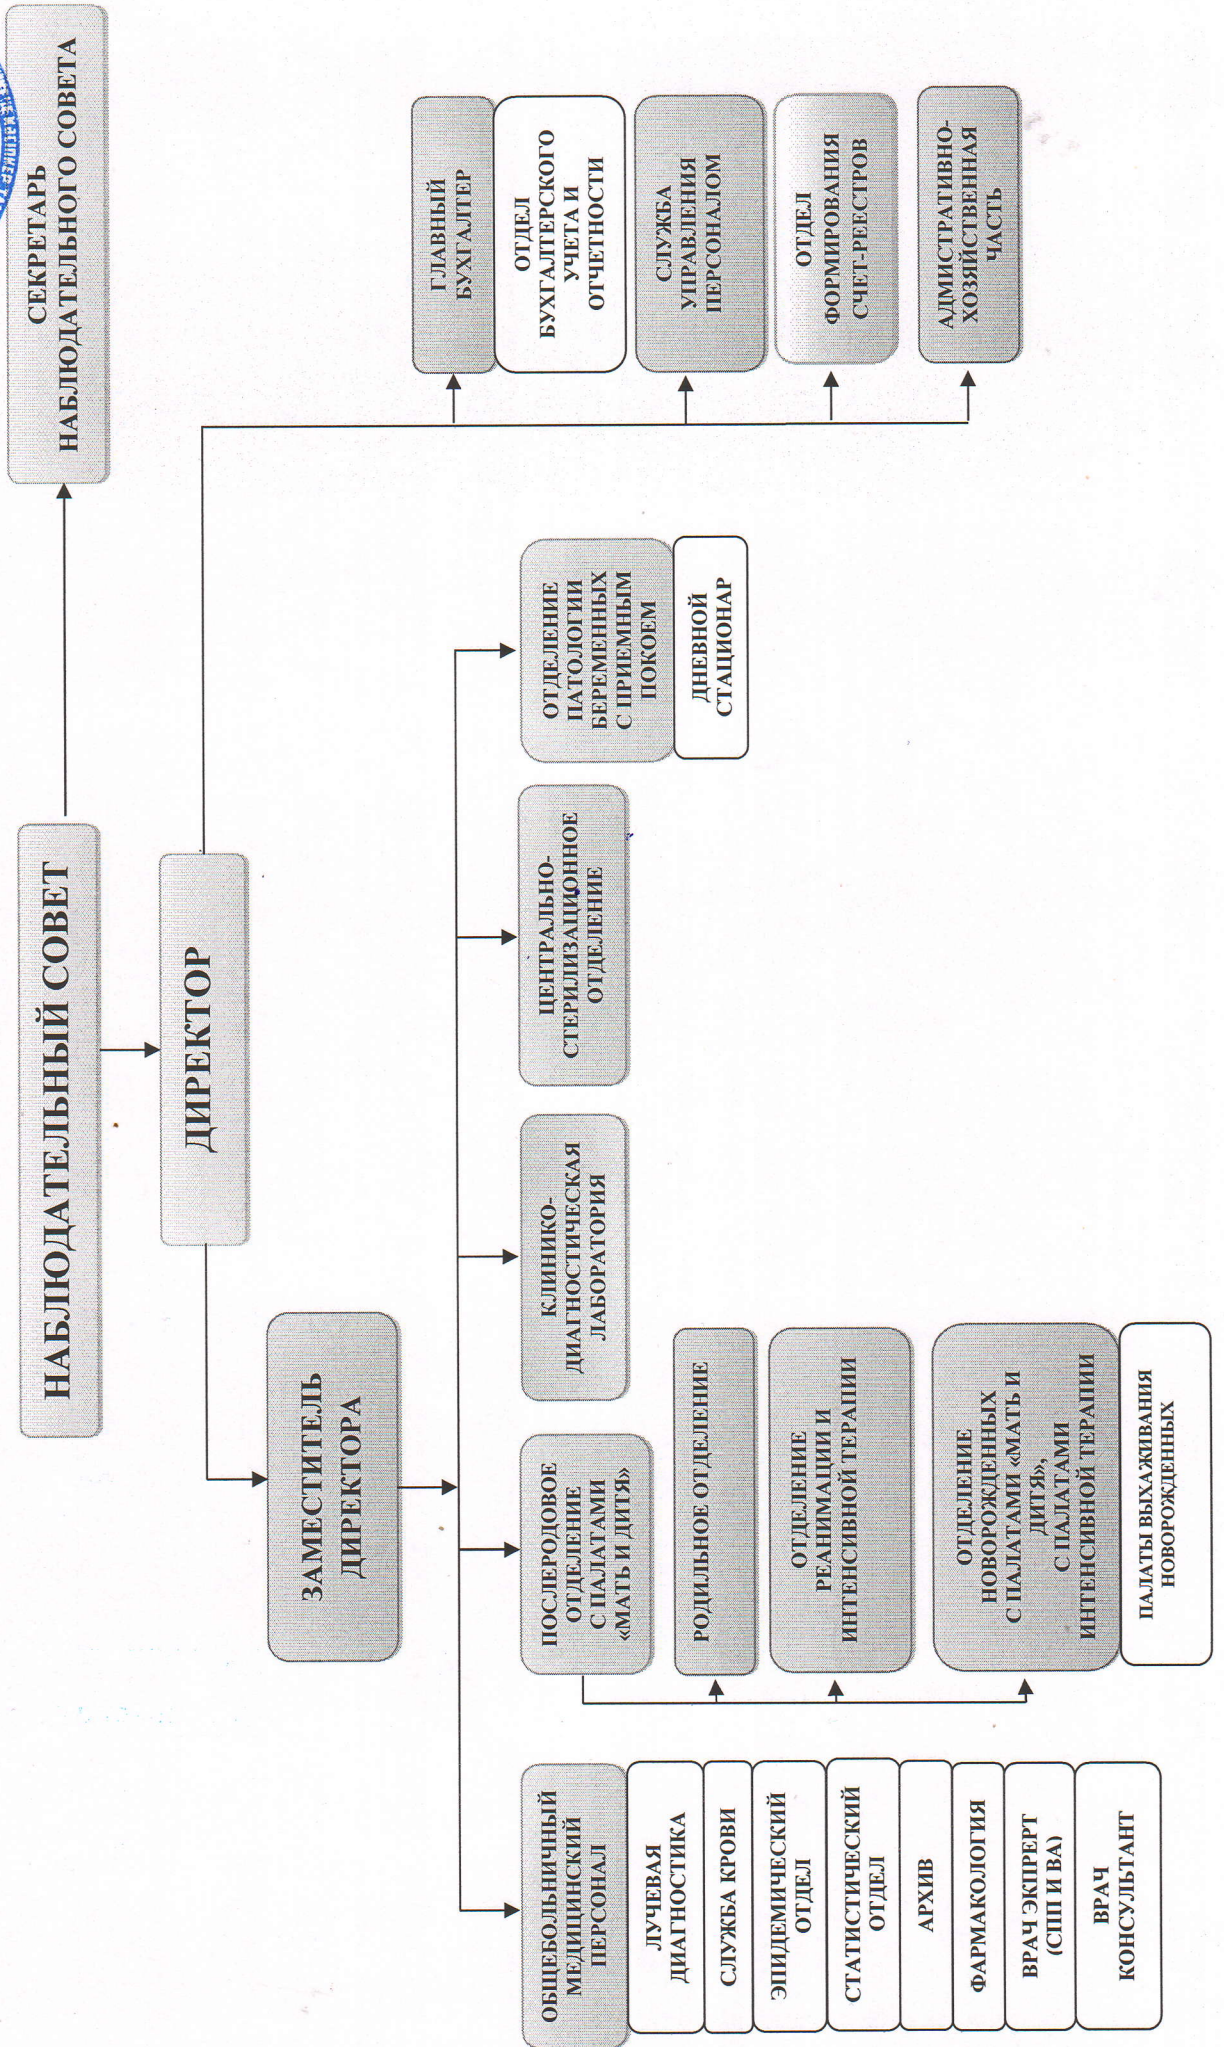 СЕКРЕТАРЬ
НАБЛЮДАТЕЛЬНОГО СОВЕТА
НАБЛЮДАТЕЛЬНЫЙ СОВЕТ
ДИРЕКТОР
ЗАМЕСТИТЕЛЬ
ДИРЕКТОРА
ОБЩЕБОЛЬНИЧНЫЙ
МЕДИЦИНСКИЙ
ПЕРСОНАЛ
ЛУЧЕВАЯ
ДИАГНОСТИКА
СЛУЖБА КРОВИ
ЭПИДЕМИЧЕСКИЙ
ОТДЕЛ
СТАТИСТИЧЕСКИЙ
ОТДЕЛ
АРХИВ
ФАРМАКОЛОГИЯ
ВРАЧ ЭКПРЕРТ
(СПП И ВА)
ВРАЧ
КОНСУЛЬТАНТ
ПОСЛЕРОДОВОЕ
ОТДЕЛЕНИЕ
С ПАЛАТАМИ
«МАТЬ И ДИТЯ»
РОДИЛЬНОЕ ОТДЕЛЕНИЕ
ОТДЕЛЕНИЕ
РЕАНИМАЦИИ И
ИНТЕНСИВНОЙ ТЕРАПИИ
ОТДЕЛЕНИЕ
НОВОРОЖДЕННЫХ
С ПАЛАТАМИ «МАТЬ И
ДИТЯ»,
С ПАЛАТАМИ
ИНТЕНСИВНОЙ ТЕРАПИИ
ПАЛАТЫ ВЫХАЖИВАНИЯ
НОВОРОЖДЕННЫХ
КЛИНИКО-
ДИАГНОСТИЧЕСКАЯ
ЛАБОРАТОРИЯ
ЦЕНТРАЛЬНО-
СТЕРИЛИЗАЦИОННОЕ
ОТДЕЛЕНИЕ
ОТДЕЛЕНИЕ
ПАТОЛОГИИ
БЕРЕМЕННЫХ
С ПРИЕМНЫМ
ПОКОЕМ
ДНЕВНОЙ
СТАЦИОНАР
ГЛАВНЫЙ
БУХГАЛТЕР
ОТДЕЛ
БУХГАЛТЕРСКОГО
УЧЕТА И
ОТЧЕТНОСТИ
СЛУЖБА
УПРАВЛЕНИЯ
ПЕРСОНАЛОМ
ОТДЕЛ
ФОРМИРОВАНИЯ
СЧЕТ-РЕЕСТРОВ
АДМИСТРАТИВНО-
ХОЗЯЙСТВЕННАЯ
ЧАСТЬ